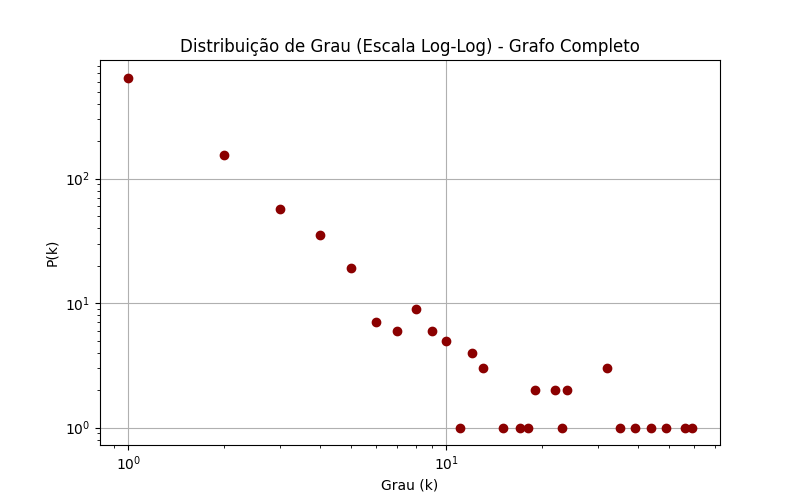 Distribuição de Grau (Escala Log-Log) - Grafo Completo
P(k)
10²
10¹
10⁰
10⁰ 10¹
Grau (k)